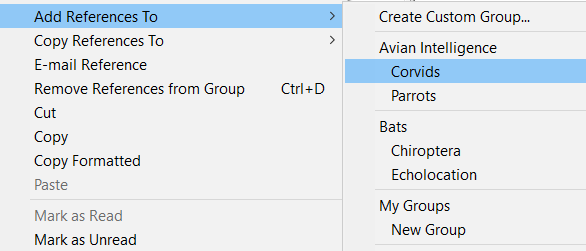 Add References To
Copy References To
E-mail Reference
Remove References from Group Ctrl+D
Cut
Copy
Copy Formatted
Paste
Mark as Read
Mark as Unread
Create Custom Group...
Avian Intelligence
Corvids
Parrots
Bats
Chiroptera
Echolocation
My Groups
New Group